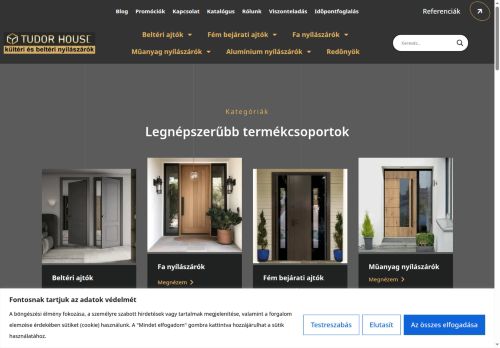 Blog Promóciók Kapcsolat Katalógus Rólunk Viszonteladás Időpontfoglalás
Referenciák
TUDOR HOUSE
kültéri és beltéri nyílászárók
Beltéri ajtók Fém bejárati ajtók Fa nyílászárók
Műanyag nyílászárók Alumínium nyílászárók Redőnyök
Keresés...
Kategóriák
Legnépszerűbb termékcsoportok
Beltéri ajtók
Fa nyílászárók
Megnézem
Fém bejárati ajtók
Műanyag nyílászárók
Megnézem
Fontosnak tartjuk az adatok védelmét
A böngészési élmény fokozása, a személyre szabott hirdetések vagy tartalmak megjelenítése, valamint a forgalom
elemzése érdekében sütiket (cookie) használunk. A "Mindet elfogadom" gombra kattintva hozzájárulhat a sütik
használatához.
Testreszabás
Elutasít
Az összes elfogadása